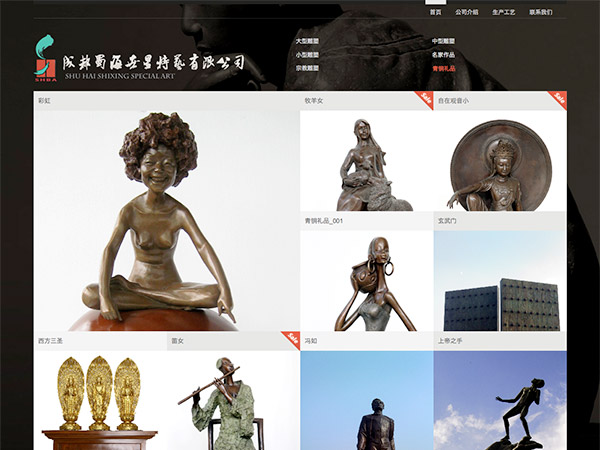 首页 公司介绍 生产工艺 联系我们
大型雕塑 中型雕塑
小型雕塑 名家作品
宗教雕塑 青铜礼品
成都蜀海世星特艺有限公司
SHU HAI SHIXING SPECIAL ART
SHBA
彩虹
牧羊女 Sale
自在观音小 Sale
青铜礼品_001
玄武门
西方三圣
苗女 Sale
冯如
上帝之手